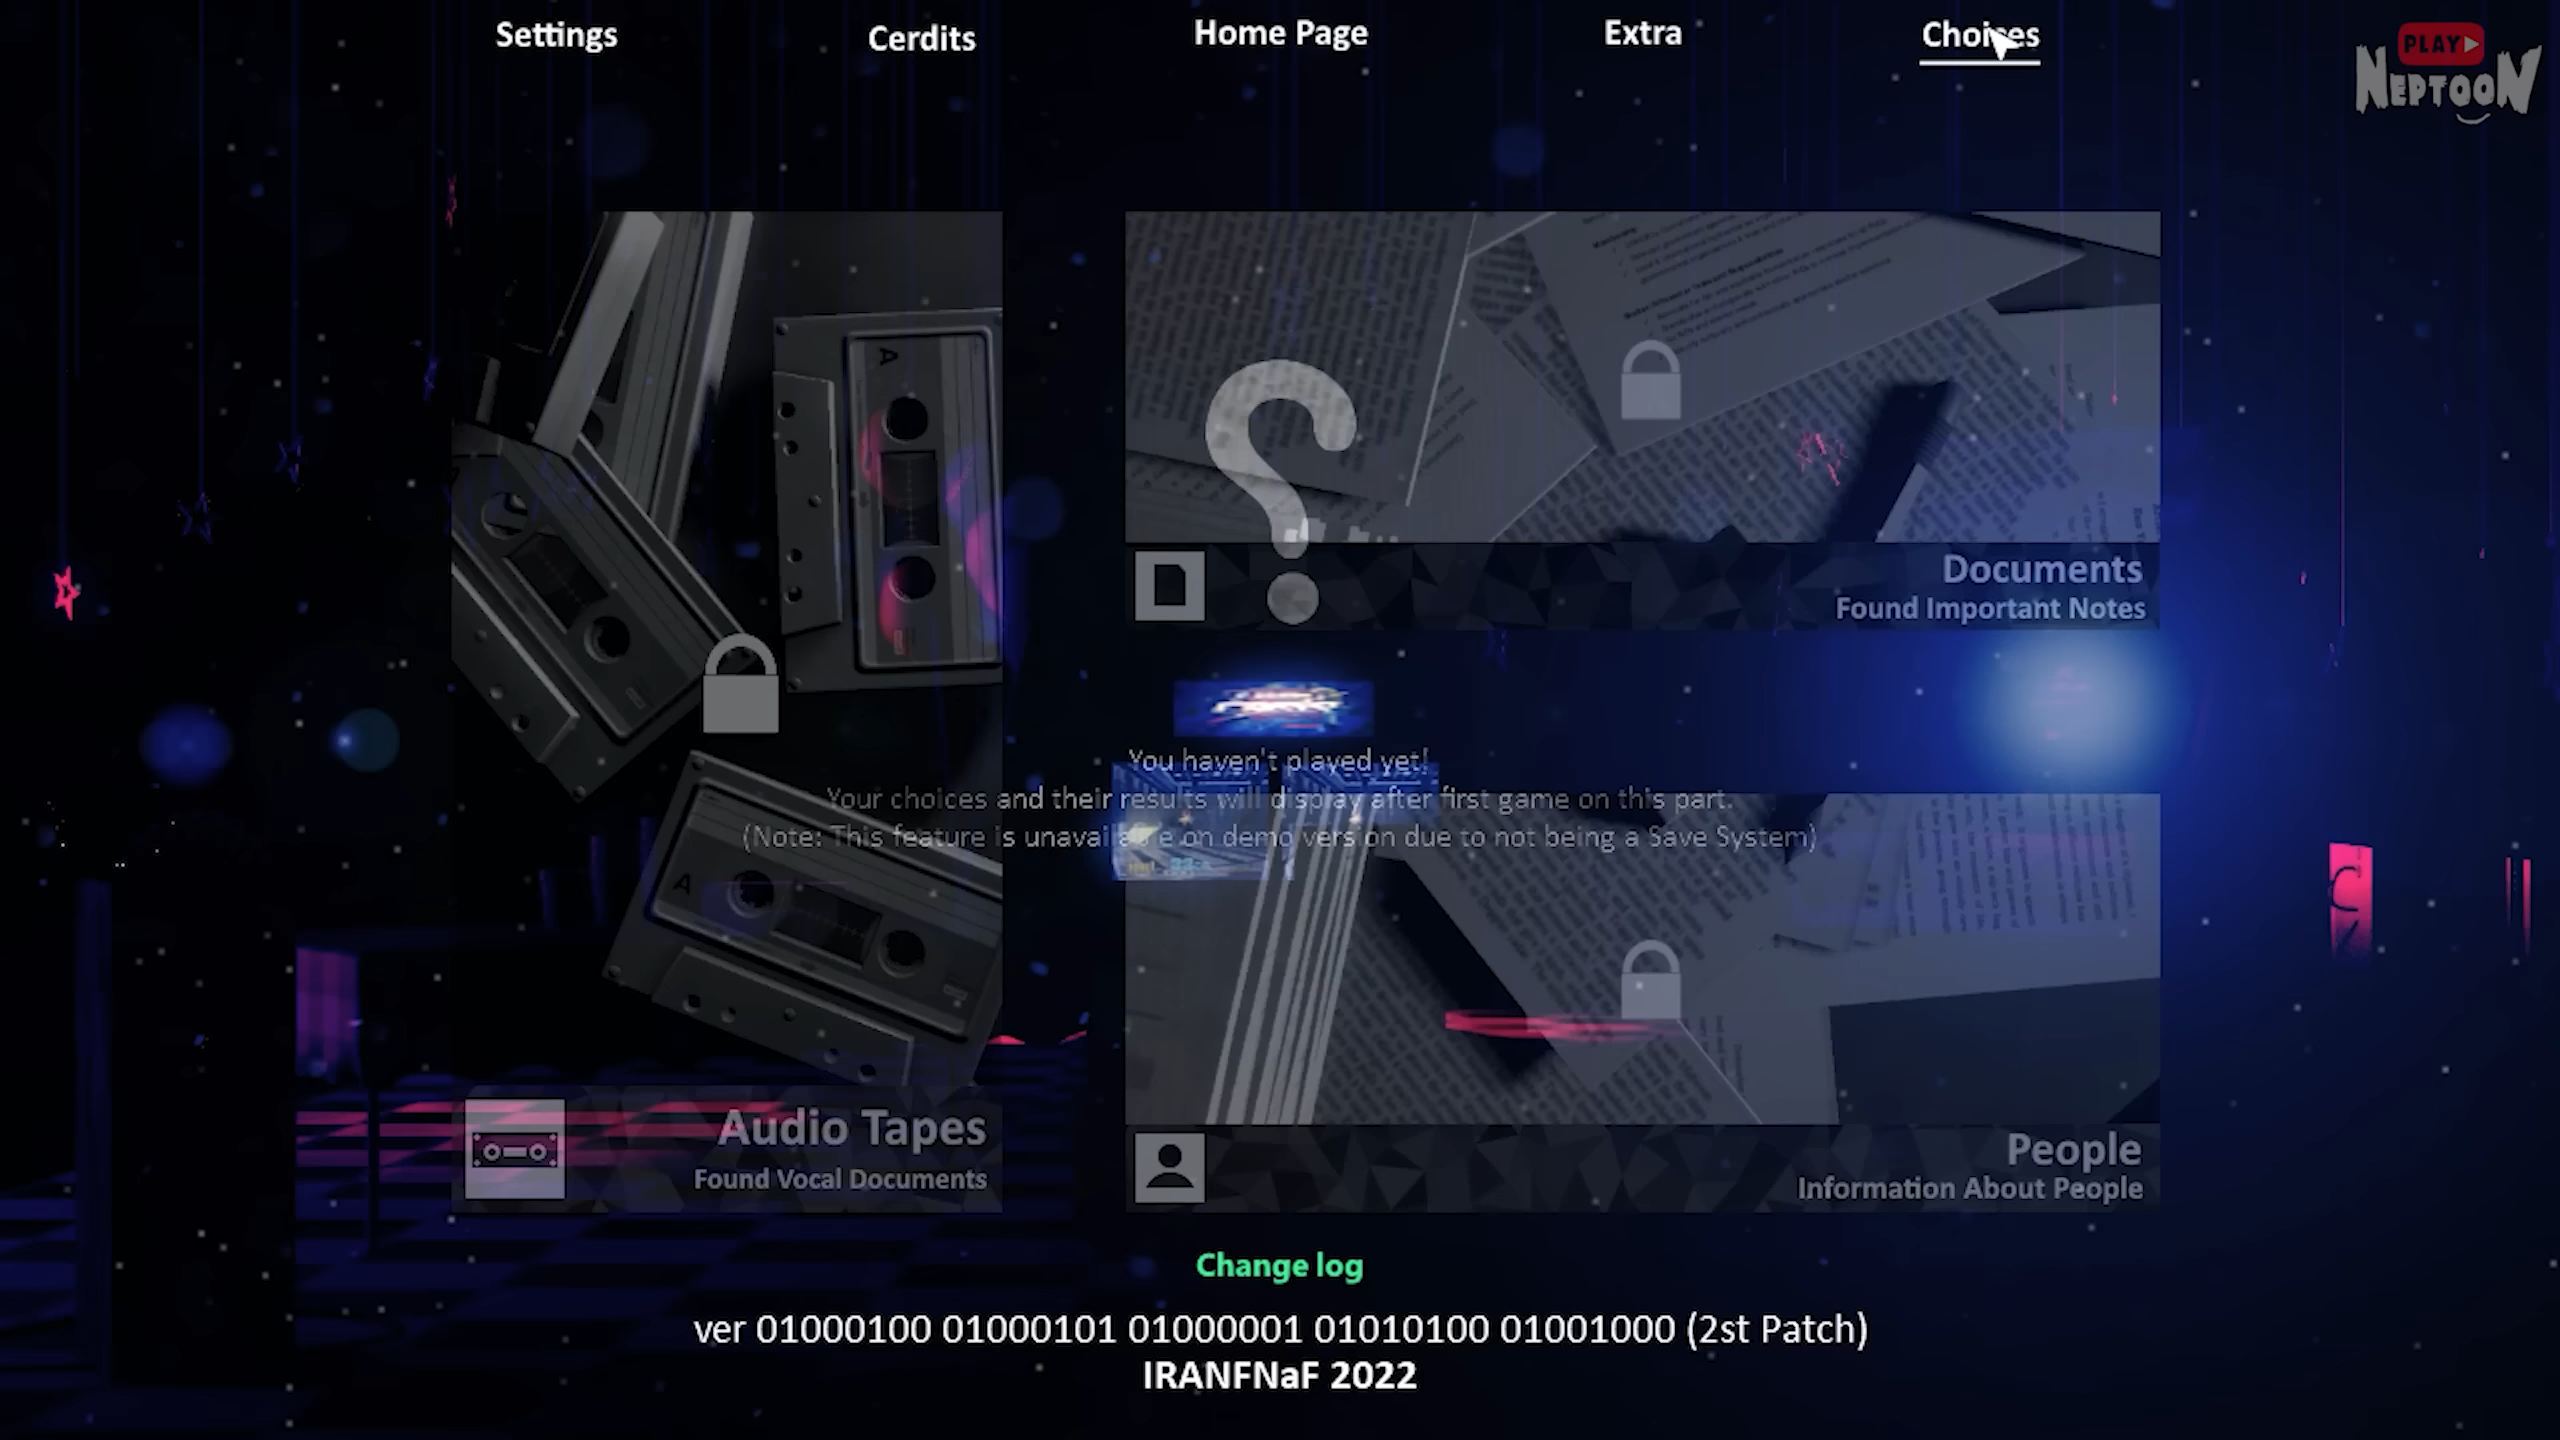 Settings
Cerdits
Home Page
Extra
Choices
PLAY
NEPTOON
A
Documents
Found Important Notes
You haven't played yet!
Your choices and their results will display after first game on this part.
(Note: This feature is unavailable on demo version due to not being a Save System)
A
Audio Tapes
Found Vocal Documents
People
Information About People
Change log
ver 01000100 01000101 01000001 01010100 01001000 (2st Patch)
IRANFNaF 2022